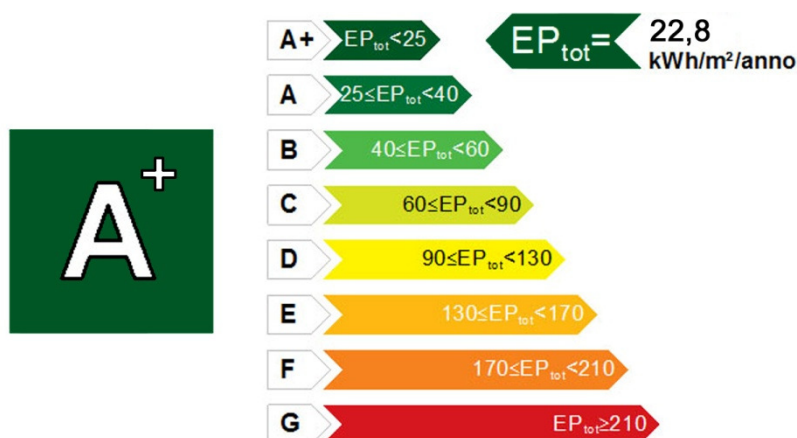 A+ EPtot<25 EPtot= 22,8
kWh/m²/anno
A 25≤EPtot<40
B 40≤EPtot<60
A+
C 60≤EPtot<90
D 90≤EPtot<130
E 130≤EPtot<170
F 170≤EPtot<210
G EPtot≥210